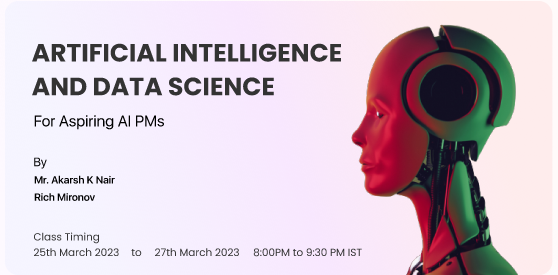 ARTIFICIAL INTELLIGENCE
AND DATA SCIENCE
For Aspiring AI PMs
By
Mr. Akarsh K Nair
Rich Mironov
Class Timing
25th March 2023 to 27th March 2023 8:00PM to 9:30 PM IST